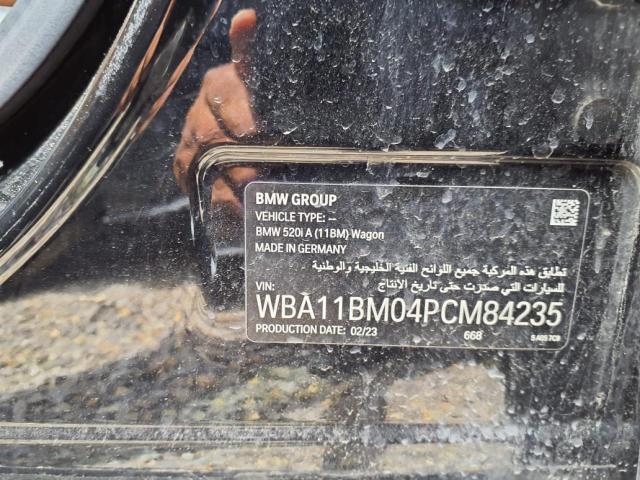 BMW GROUP
VEHICLE TYPE: --
BMW 520i A (11BM) Wagon
MADE IN GERMANY
تطابق هذه المركبة جميع اللوائح الفنية الخليجية والوطنية
للسيارات التي صدرت حتى تاريخ الانتاج
VIN:
WBA11BM04PCM84235
PRODUCTION DATE: 02/23
668